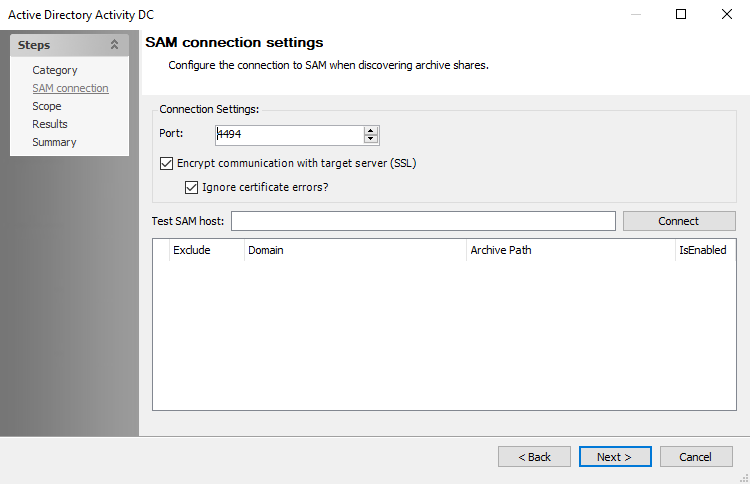 Active Directory Activity DC
Steps
Category
SAM connection
Scope
Results
Summary
SAM connection settings
Configure the connection to SAM when discovering archive shares.
Connection Settings:
Port: 4494
Encrypt communication with target server (SSL)
Ignore certificate errors?
Test SAM host: Connect
Exclude Domain Archive Path IsEnabled
< Back Next > Cancel